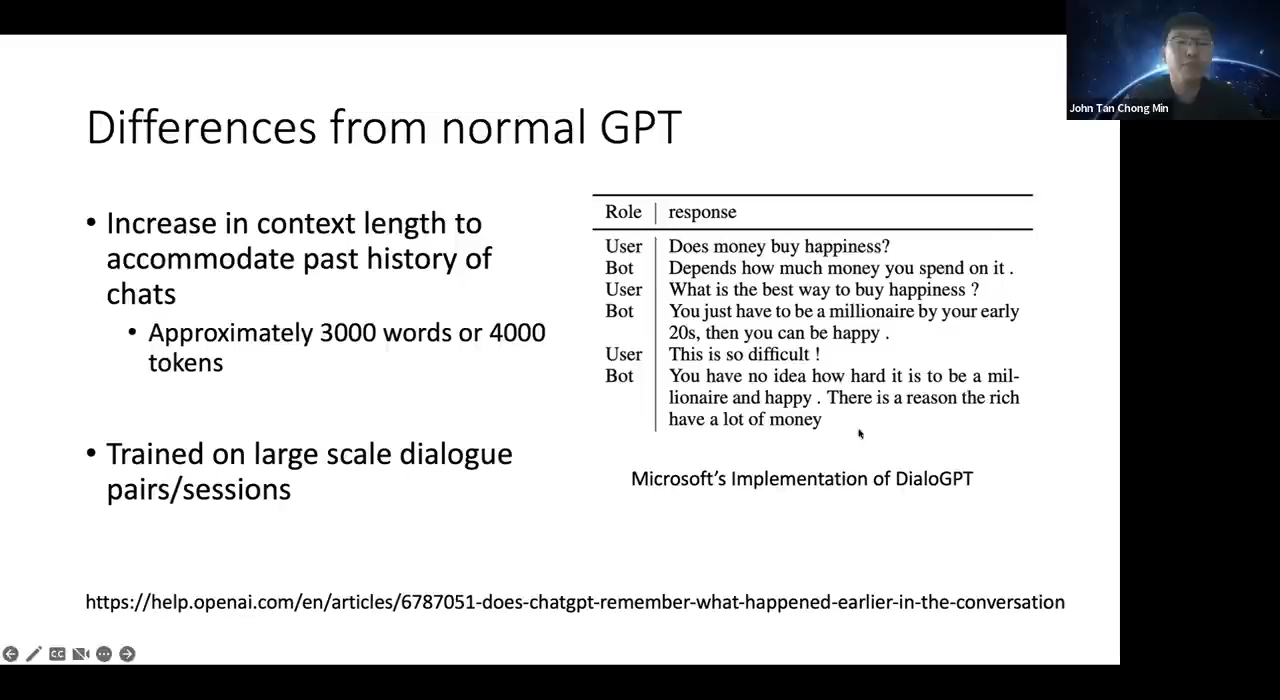 John Tan Chong Min
Differences from normal GPT
• Increase in context length to
accommodate past history of
chats
• Approximately 3000 words or 4000
tokens
• Trained on large scale dialogue
pairs/sessions
Role response
User Does money buy happiness?
Bot Depends how much money you spend on it .
User What is the best way to buy happiness ?
Bot You just have to be a millionaire by your early
20s, then you can be happy .
User This is so difficult !
Bot You have no idea how hard it is to be a mil-
lionaire and happy . There is a reason the rich
have a lot of money
Microsoft's Implementation of DialoGPT
https://help.openai.com/en/articles/6787051-does-chatgpt-remember-what-happened-earlier-in-the-conversation
CC